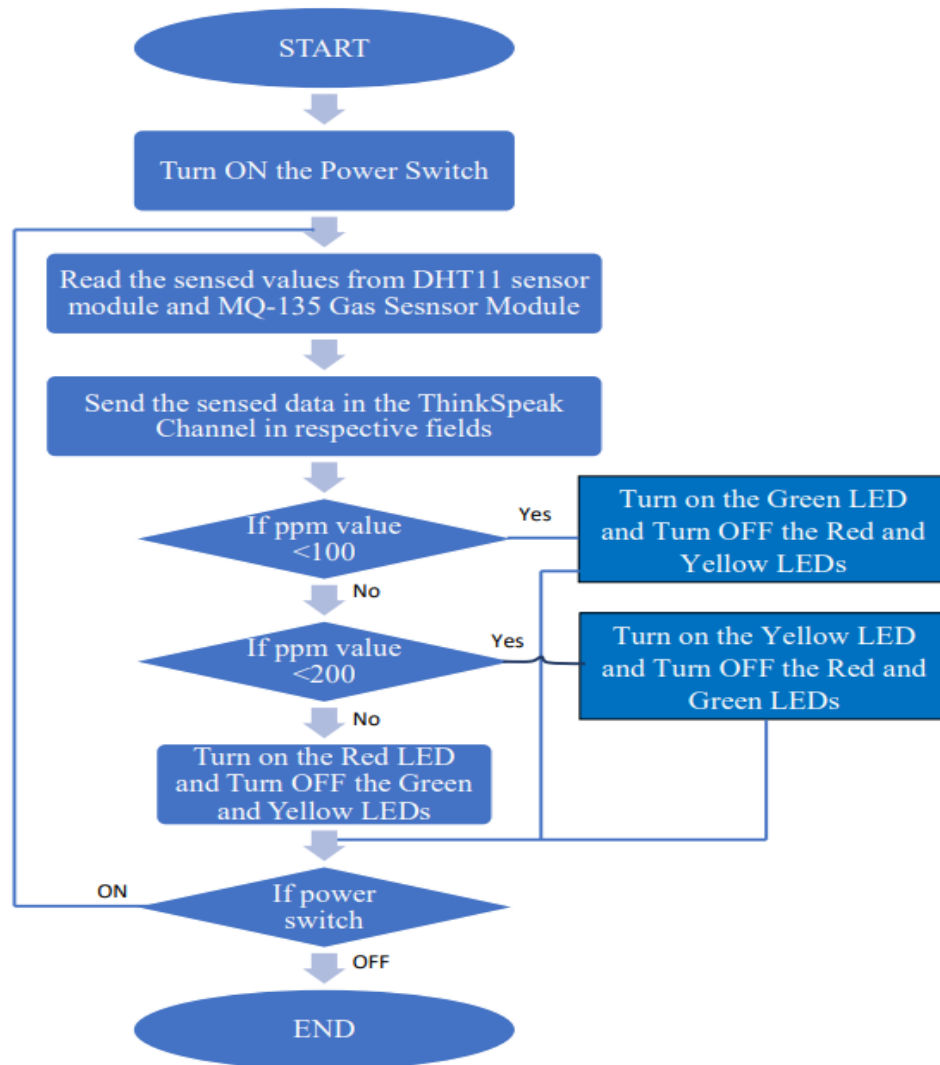 START
Turn ON the Power Switch
Read the sensed values from DHT11 sensor
module and MQ-135 Gas Sesnsor Module
Send the sensed data in the ThinkSpeak
Channel in respective fields
If ppm value
<100
Yes
Turn on the Green LED
and Turn OFF the Red and
Yellow LEDs
No
If ppm value
<200
Yes
Turn on the Yellow LED
and Turn OFF the Red and
Green LEDs
No
Turn on the Red LED
and Turn OFF the Green
and Yellow LEDs
ON
If power
switch
OFF
END